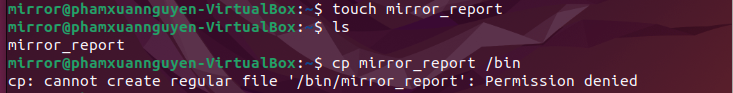 mirror@phamxuannguyen-VirtualBox:~$ touch mirror_report
mirror@phamxuannguyen-VirtualBox:~$ ls
mirror_report
mirror@phamxuannguyen-VirtualBox:~$ cp mirror_report /bin
cp: cannot create regular file '/bin/mirror_report': Permission denied